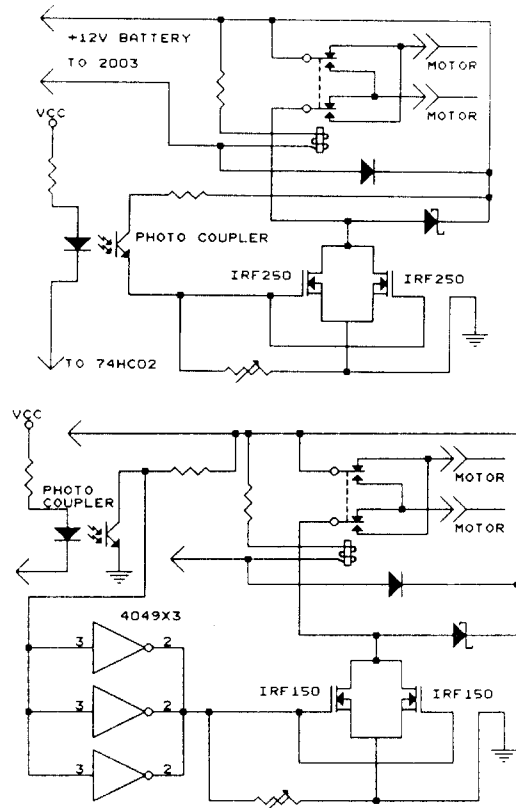 +12V BATTERY
MOTOR
TO 2003
MOTOR
VCC
PHOTO COUPLER
IRF250
IRF250
TO 74HC02
VCC
PHOTO
COUPLER
MOTOR
MOTOR
4049X3
3
2
3
2
3
2
IRF150
IRF150